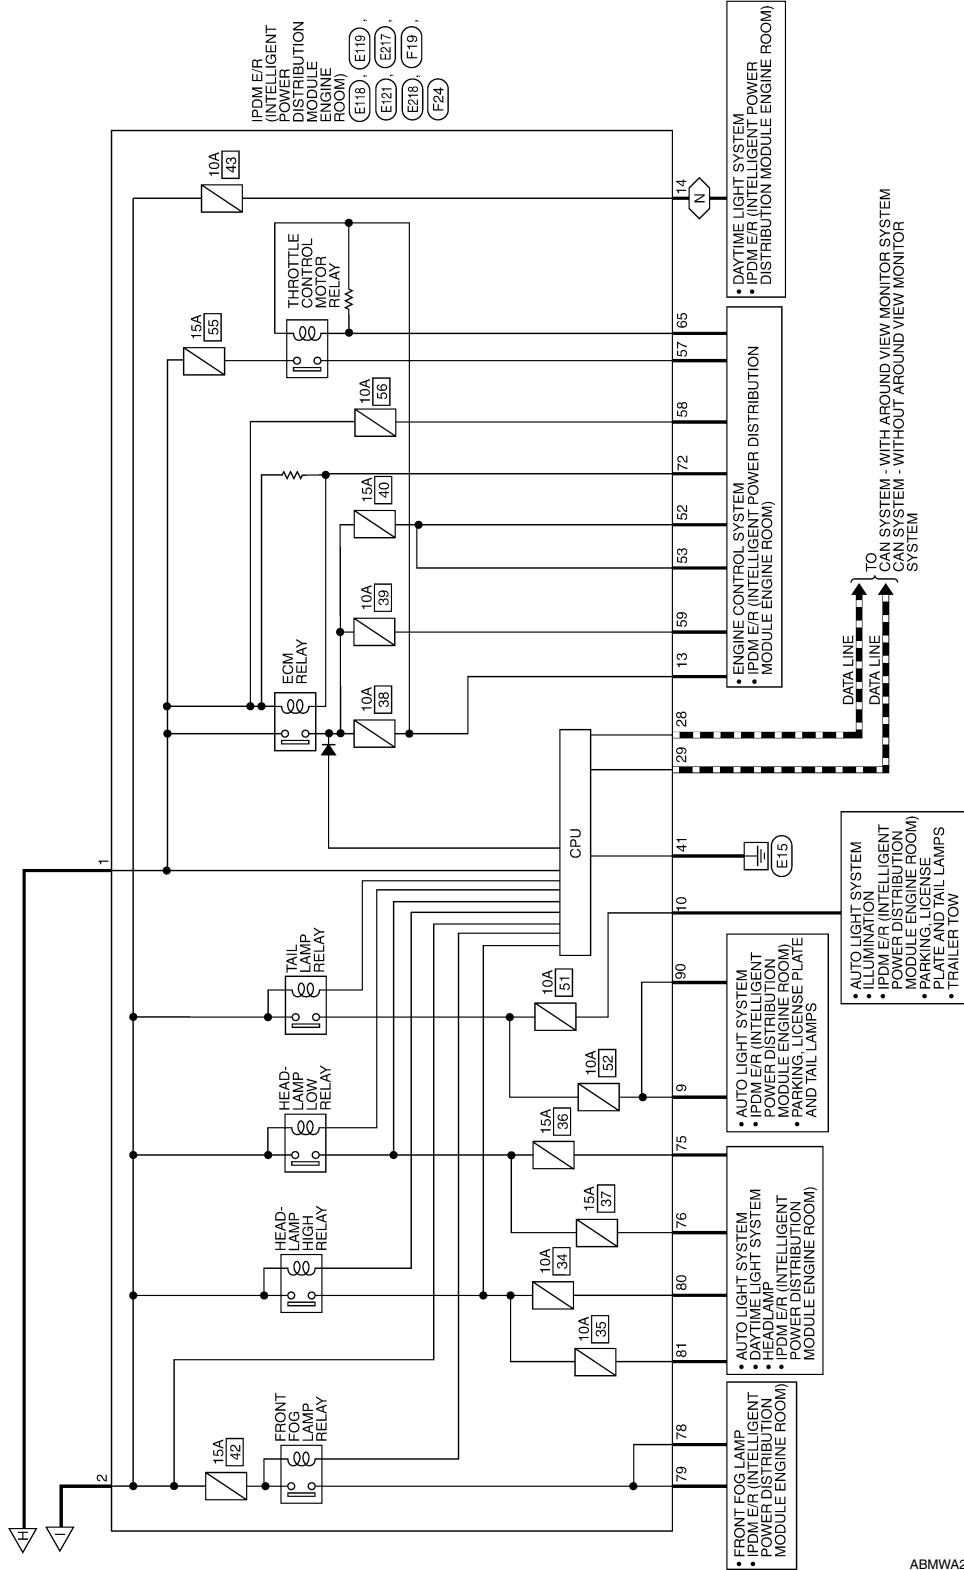 IPDM E/R
(INTELLIGENT
POWER
DISTRIBUTION
MODULE
ENGINE
ROOM)
E118 , E119 ,
E121 , E217 ,
E218 , F19 ,
F24
10A
43
14
N
• DAYTIME LIGHT SYSTEM
• IPDM E/R (INTELLIGENT POWER
DISTRIBUTION MODULE ENGINE ROOM)
THROTTLE
CONTROL
MOTOR
RELAY
15A
55
65
57
10A
56
58
72
15A
40
52
53
10A
39
59
ECM
RELAY
10A
38
13
• ENGINE CONTROL SYSTEM
• IPDM E/R (INTELLIGENT POWER DISTRIBUTION
MODULE ENGINE ROOM)
28
29
DATA LINE
DATA LINE
TO
CAN SYSTEM - WITH AROUND VIEW MONITOR SYSTEM
CAN SYSTEM - WITHOUT AROUND VIEW MONITOR
SYSTEM
CPU
1
41
E15
10
• AUTO LIGHT SYSTEM
• ILLUMINATION
• IPDM E/R (INTELLIGENT
POWER DISTRIBUTION
MODULE ENGINE ROOM)
• PARKING, LICENSE
PLATE AND TAIL LAMPS
• TRAILER TOW
TAIL
LAMP
RELAY
10A
51
90
10A
52
9
• AUTO LIGHT SYSTEM
• IPDM E/R (INTELLIGENT
POWER DISTRIBUTION
MODULE ENGINE ROOM)
• PARKING, LICENSE PLATE
AND TAIL LAMPS
HEAD-
LAMP
LOW
RELAY
15A
36
75
15A
37
76
HEAD-
LAMP
HIGH
RELAY
10A
34
80
10A
35
81
• AUTO LIGHT SYSTEM
• DAYTIME LIGHT SYSTEM
• HEADLAMP
• IPDM E/R (INTELLIGENT
POWER DISTRIBUTION
MODULE ENGINE ROOM)
FRONT
FOG
LAMP
RELAY
15A
42
78
79
2
• FRONT FOG LAMP
• IPDM E/R (INTELLIGENT
POWER DISTRIBUTION
MODULE ENGINE ROOM)
H
I
ABMWA2